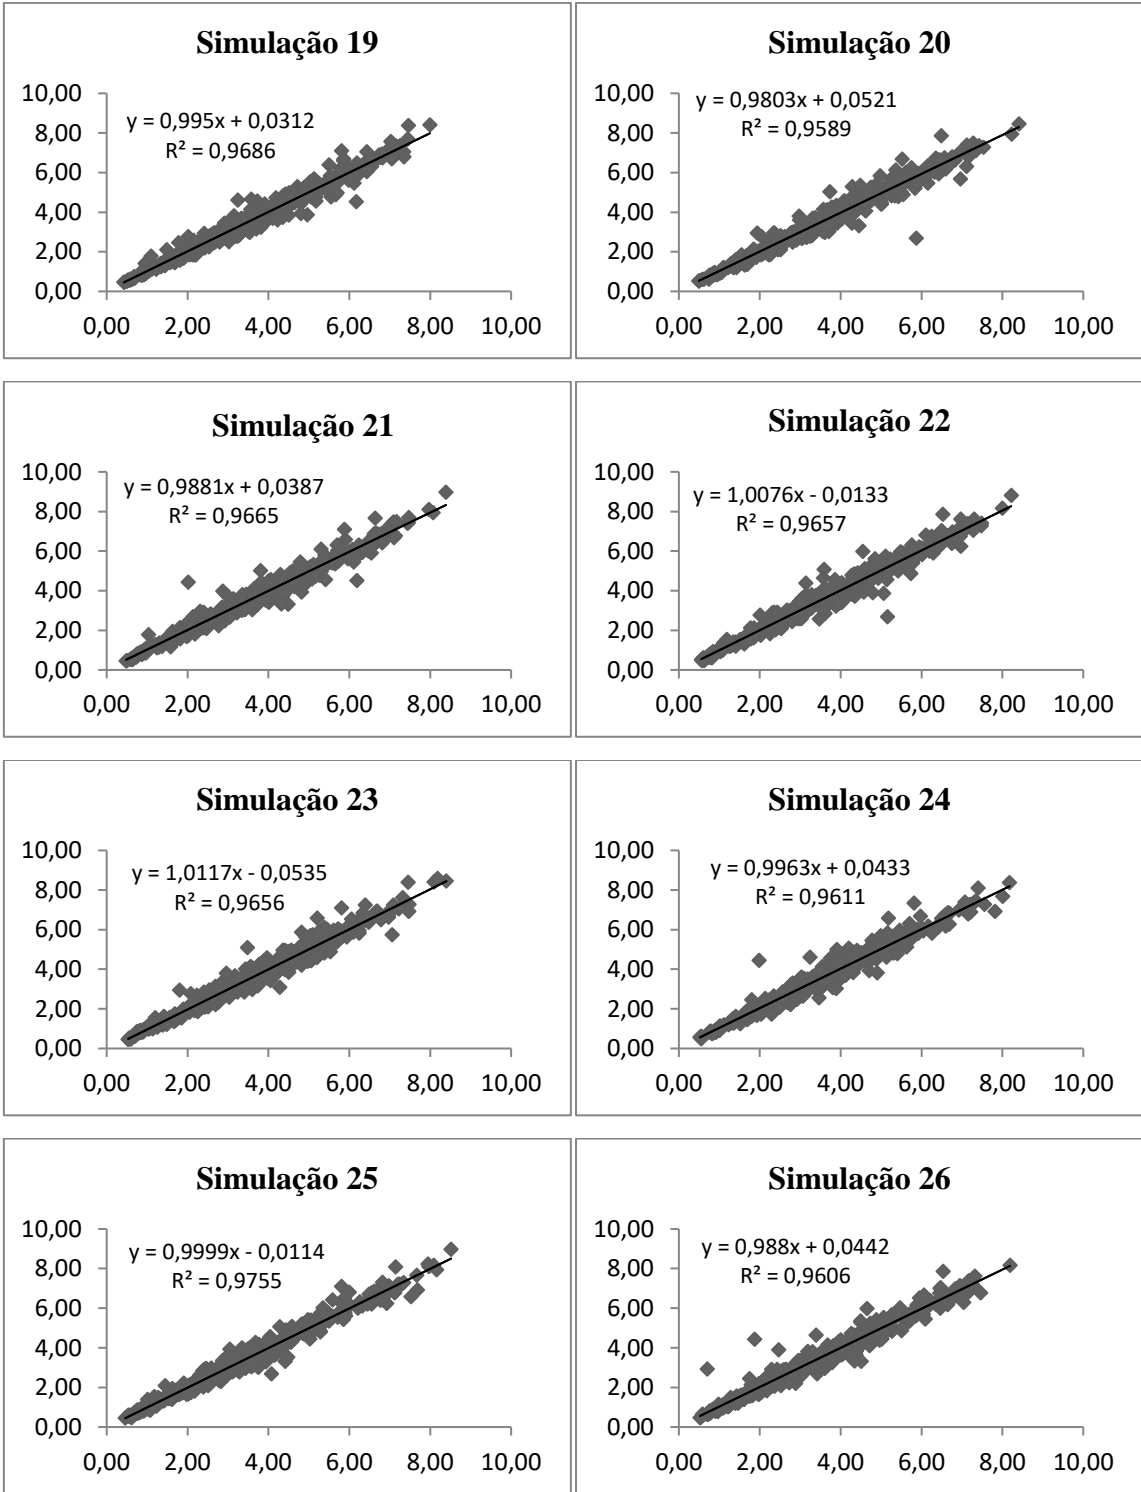 Simulação 19
10,00
8,00
6,00
4,00
2,00
0,00
y = 0,995x + 0,0312
R² = 0,9686
0,00 2,00 4,00 6,00 8,00 10,00
Simulação 20
10,00
8,00
6,00
4,00
2,00
0,00
y = 0,9803x + 0,0521
R² = 0,9589
0,00 2,00 4,00 6,00 8,00 10,00
Simulação 21
10,00
8,00
6,00
4,00
2,00
0,00
y = 0,9881x + 0,0387
R² = 0,9665
0,00 2,00 4,00 6,00 8,00 10,00
Simulação 22
10,00
8,00
6,00
4,00
2,00
0,00
y = 1,0076x - 0,0133
R² = 0,9657
0,00 2,00 4,00 6,00 8,00 10,00
Simulação 23
10,00
8,00
6,00
4,00
2,00
0,00
y = 1,0117x - 0,0535
R² = 0,9656
0,00 2,00 4,00 6,00 8,00 10,00
Simulação 24
10,00
8,00
6,00
4,00
2,00
0,00
y = 0,9963x + 0,0433
R² = 0,9611
0,00 2,00 4,00 6,00 8,00 10,00
Simulação 25
10,00
8,00
6,00
4,00
2,00
0,00
y = 0,9999x - 0,0114
R² = 0,9755
0,00 2,00 4,00 6,00 8,00 10,00
Simulação 26
10,00
8,00
6,00
4,00
2,00
0,00
y = 0,988x + 0,0442
R² = 0,9606
0,00 2,00 4,00 6,00 8,00 10,00